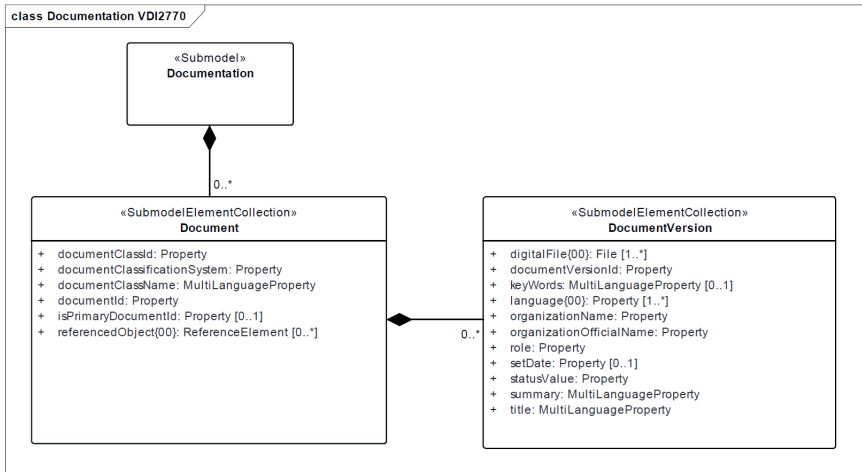 class Documentation VDI2770
«Submodel»
Documentation
0..*
«SubmodelElementCollection»
Document
+ documentClassId: Property
+ documentClassificationSystem: Property
+ documentClassName: MultiLanguageProperty
+ documentId: Property
+ isPrimaryDocumentId: Property [0..1]
+ referencedObject{00}: ReferenceElement [0..*]
0..*
«SubmodelElementCollection»
DocumentVersion
+ digitalFile{00}: File [1..*]
+ documentVersionId: Property
+ keyWords: MultiLanguageProperty [0..1]
+ language{00}: Property [1..*]
+ organizationName: Property
+ organizationOfficialName: Property
+ role: Property
+ setDate: Property [0..1]
+ statusValue: Property
+ summary: MultiLanguageProperty
+ title: MultiLanguageProperty